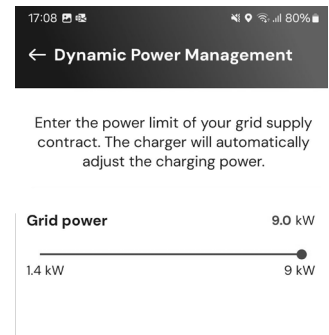 17:08 80%
← Dynamic Power Management
Enter the power limit of your grid supply
contract. The charger will automatically
adjust the charging power.
Grid power 9.0 kW
1.4 kW 9 kW